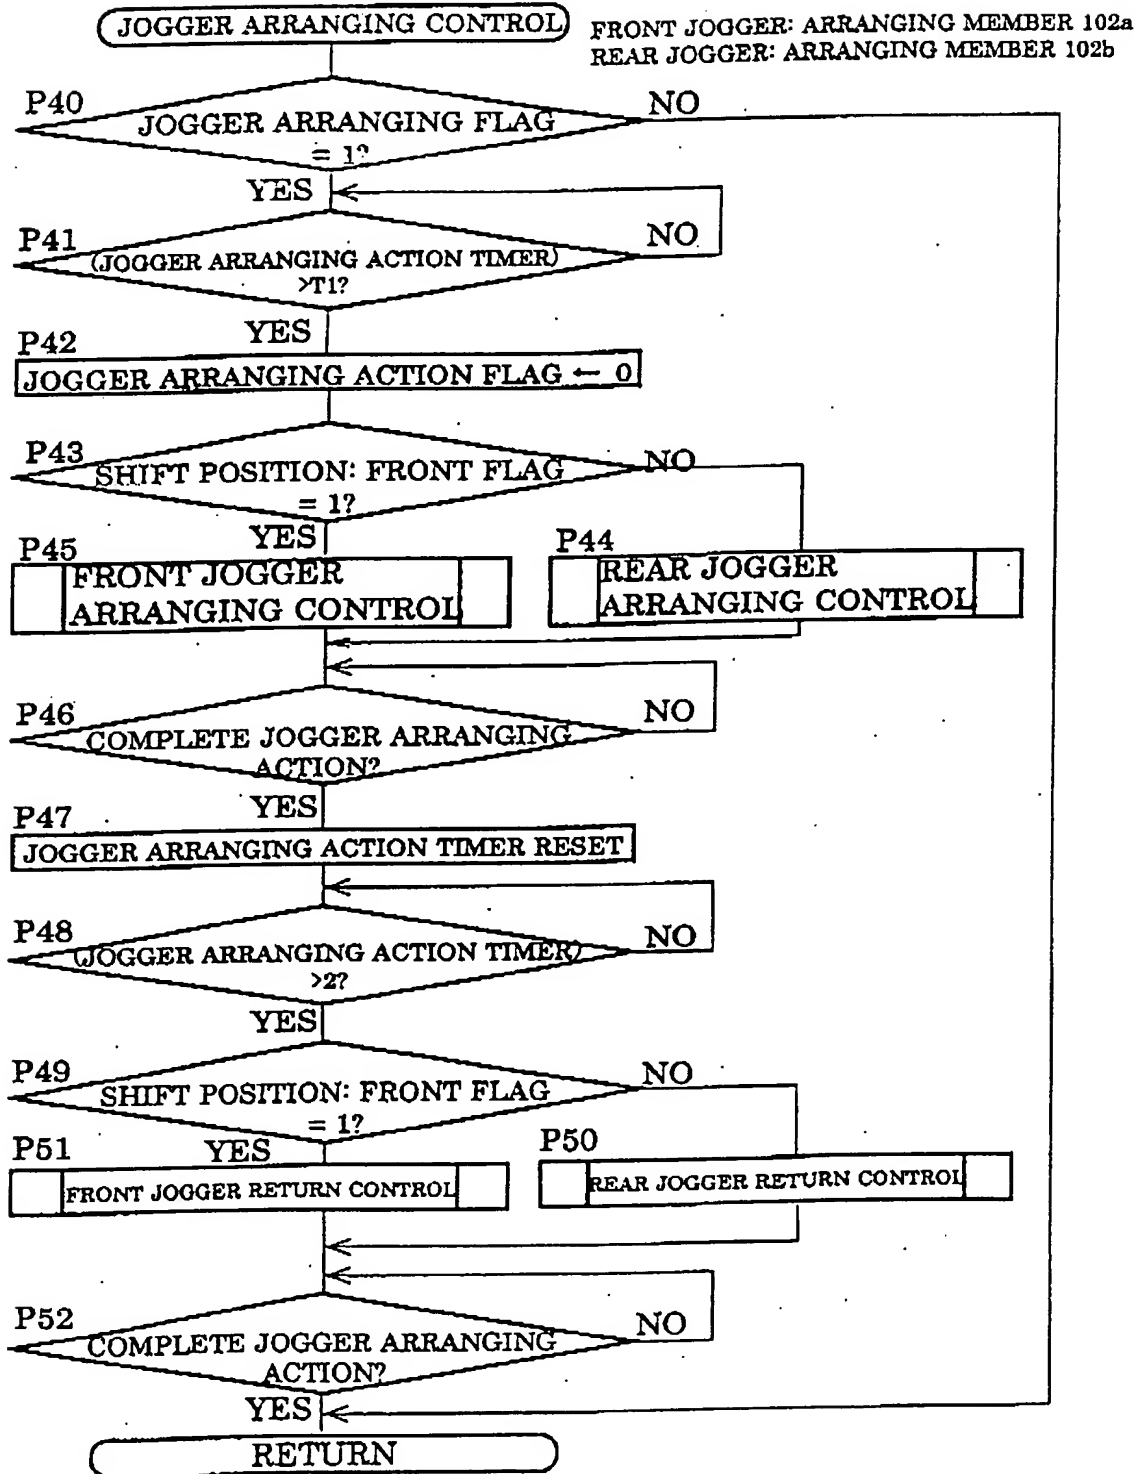 JOGGER ARRANGING CONTROL
FRONT JOGGER: ARRANGING MEMBER 102a
REAR JOGGER: ARRANGING MEMBER 102b
P40
NO
JOGGER ARRANGING FLAG
= 1?
YES
P41
NO
(JOGGER ARRANGING ACTION TIMER)
>T1?
YES
P42
JOGGER ARRANGING ACTION FLAG ← 0
P43
NO
SHIFT POSITION: FRONT FLAG
= 1?
YES
P45
FRONT JOGGER
ARRANGING CONTROL
P44
REAR JOGGER
ARRANGING CONTROL
P46
NO
COMPLETE JOGGER ARRANGING
ACTION?
YES
P47
JOGGER ARRANGING ACTION TIMER RESET
P48
NO
(JOGGER ARRANGING ACTION TIMER)
>2?
YES
P49
NO
SHIFT POSITION: FRONT FLAG
= 1?
YES
P51
FRONT JOGGER RETURN CONTROL
P50
REAR JOGGER RETURN CONTROL
P52
NO
COMPLETE JOGGER ARRANGING
ACTION?
YES
RETURN